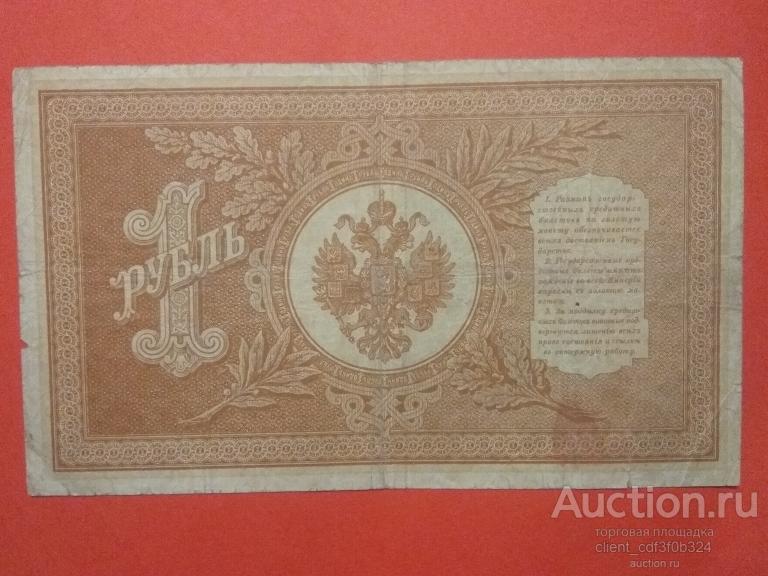 1
РУБЛЬ
1. Размѣнъ государ-
ственныхъ кредитныхъ
билетовъ на золотую
монету обезпечивается
всѣмъ достояніемъ Госу-
дарства.
2. Государственные кре-
дитные билеты имѣютъ
хожденіе во всей Имперіи
наравнѣ съ золотою мо-
нетою.
3. За поддѣлку кредит-
ныхъ билетовъ виновные под-
вергаются лишенію всѣхъ
правъ состоянія и ссылкѣ
въ каторжную работу.
Auction.ru
торговая площадка
client_cdf3f0b324
auction.ru